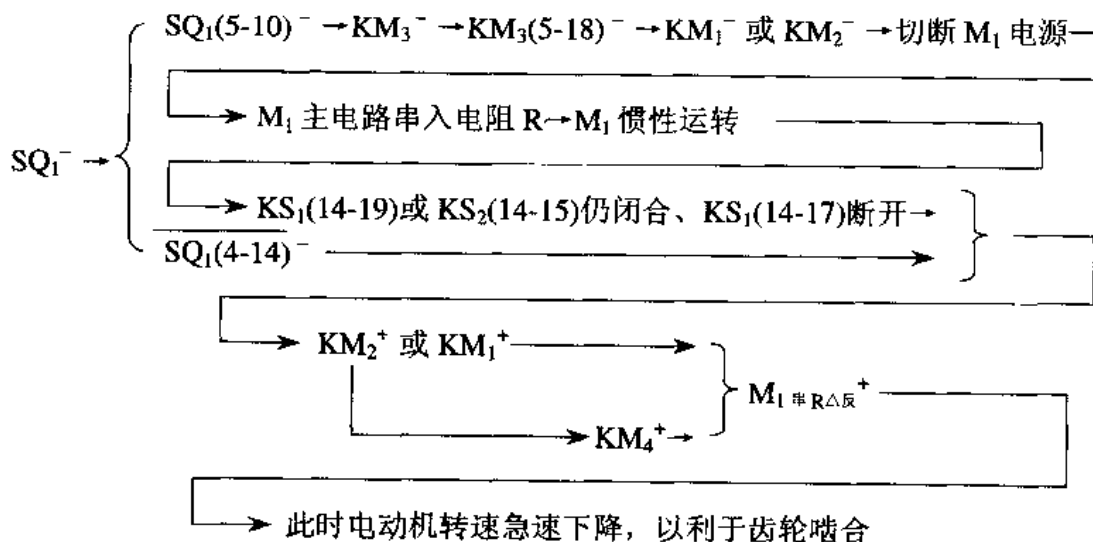 SQ₁(5-10)⁻ →KM₃⁻ →KM₃(5-18)⁻ →KM₁⁻ 或 KM₂⁻ →切断 M₁ 电源
M₁ 主电路串入电阻 R→M₁ 惯性运转
SQ₁⁻ →
KS₁(14-19)或 KS₂(14-15)仍闭合、KS₁(14-17)断开→
SQ₁(4-14)⁻
KM₂⁺ 或 KM₁⁺
M₁ 串 R△反⁺
KM₄⁺→
此时电动机转速急速下降，以利于齿轮啮合